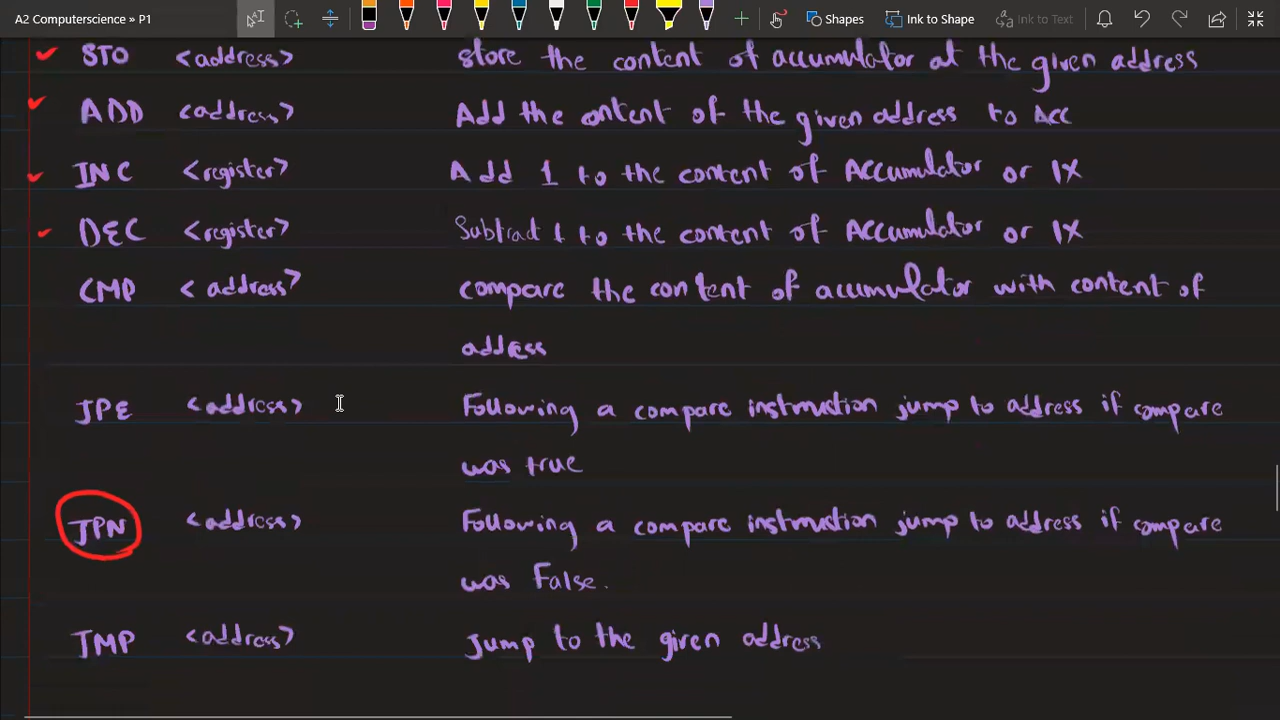 A2 Computerscience » P1
Shapes
Ink to Shape
Ink to Text
STO <address> store the content of accumulator at the given address
ADD <address> Add the content of the given address to Acc
INC <register> Add 1 to the content of Accumulator or IX
DEC <register> Subtract 1 to the content of Accumulator or IX
CMP <address> compare the content of accumulator with content of
address
JPE <address> Following a compare instruction jump to address if compare
was true
JPN <address> Following a compare instruction jump to address if compare
was False.
JMP <address> Jump to the given address